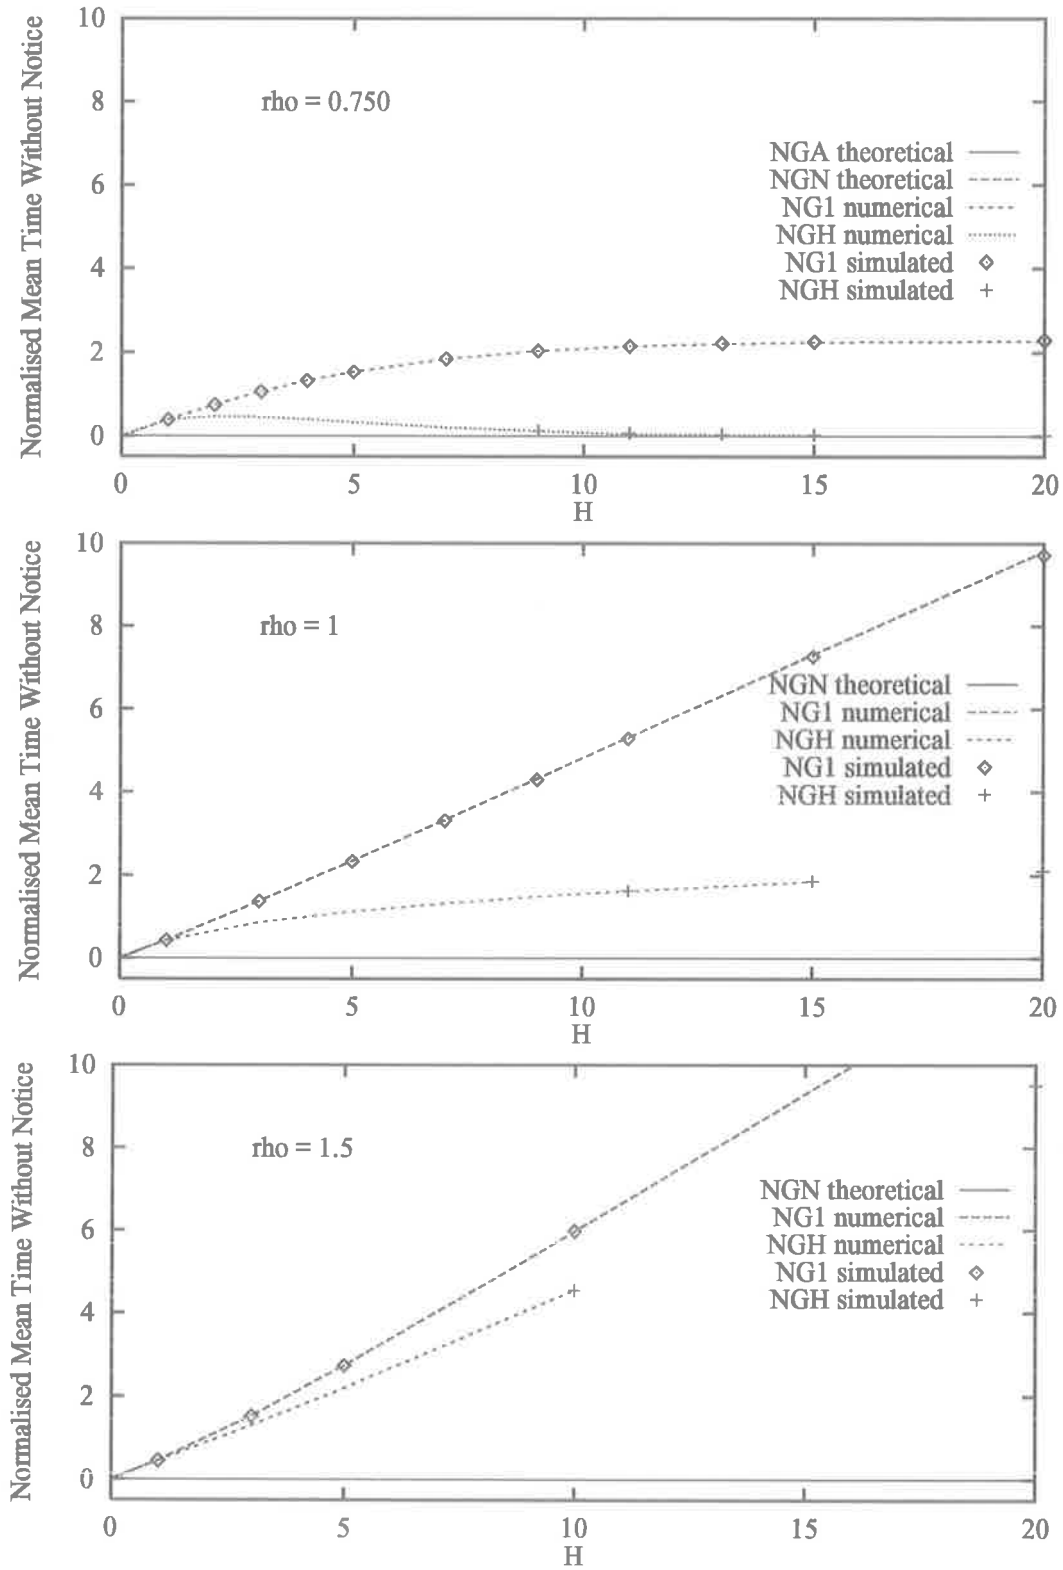 Normalised Mean Time Without Notice
10
8
6
4
2
0
rho = 0.750
NGA theoretical
NGN theoretical
NG1 numerical
NGH numerical
NG1 simulated
NGH simulated
0 5 10 15 20
H
Normalised Mean Time Without Notice
10
8
6
4
2
0
rho = 1
NGN theoretical
NG1 numerical
NGH numerical
NG1 simulated
NGH simulated
0 5 10 15 20
H
Normalised Mean Time Without Notice
10
8
6
4
2
0
rho = 1.5
NGN theoretical
NG1 numerical
NGH numerical
NG1 simulated
NGH simulated
0 5 10 15 20
H